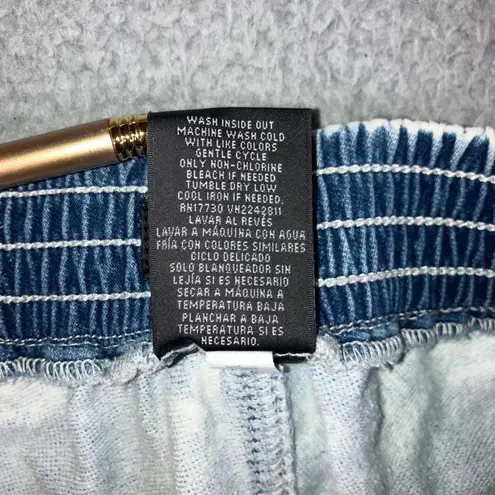 WASH INSIDE OUT
MACHINE WASH COLD
WITH LIKE COLORS
GENTLE CYCLE
ONLY NON-CHLORINE
BLEACH IF NEEDED
TUMBLE DRY LOW
COOL IRON IF NEEDED.
RN17730 VN2242811
LAVAR AL REVÉS
LAVAR A MÁQUINA CON AGUA
FRÍA CON COLORES SIMILARES
CICLO DELICADO
SOLO BLANQUEADOR SIN
LEJÍA SI ES NECESARIO
SECAR A MÁQUINA A
TEMPERATURA BAJA
PLANCHAR A BAJA
TEMPERATURA SI ES
NECESARIO.